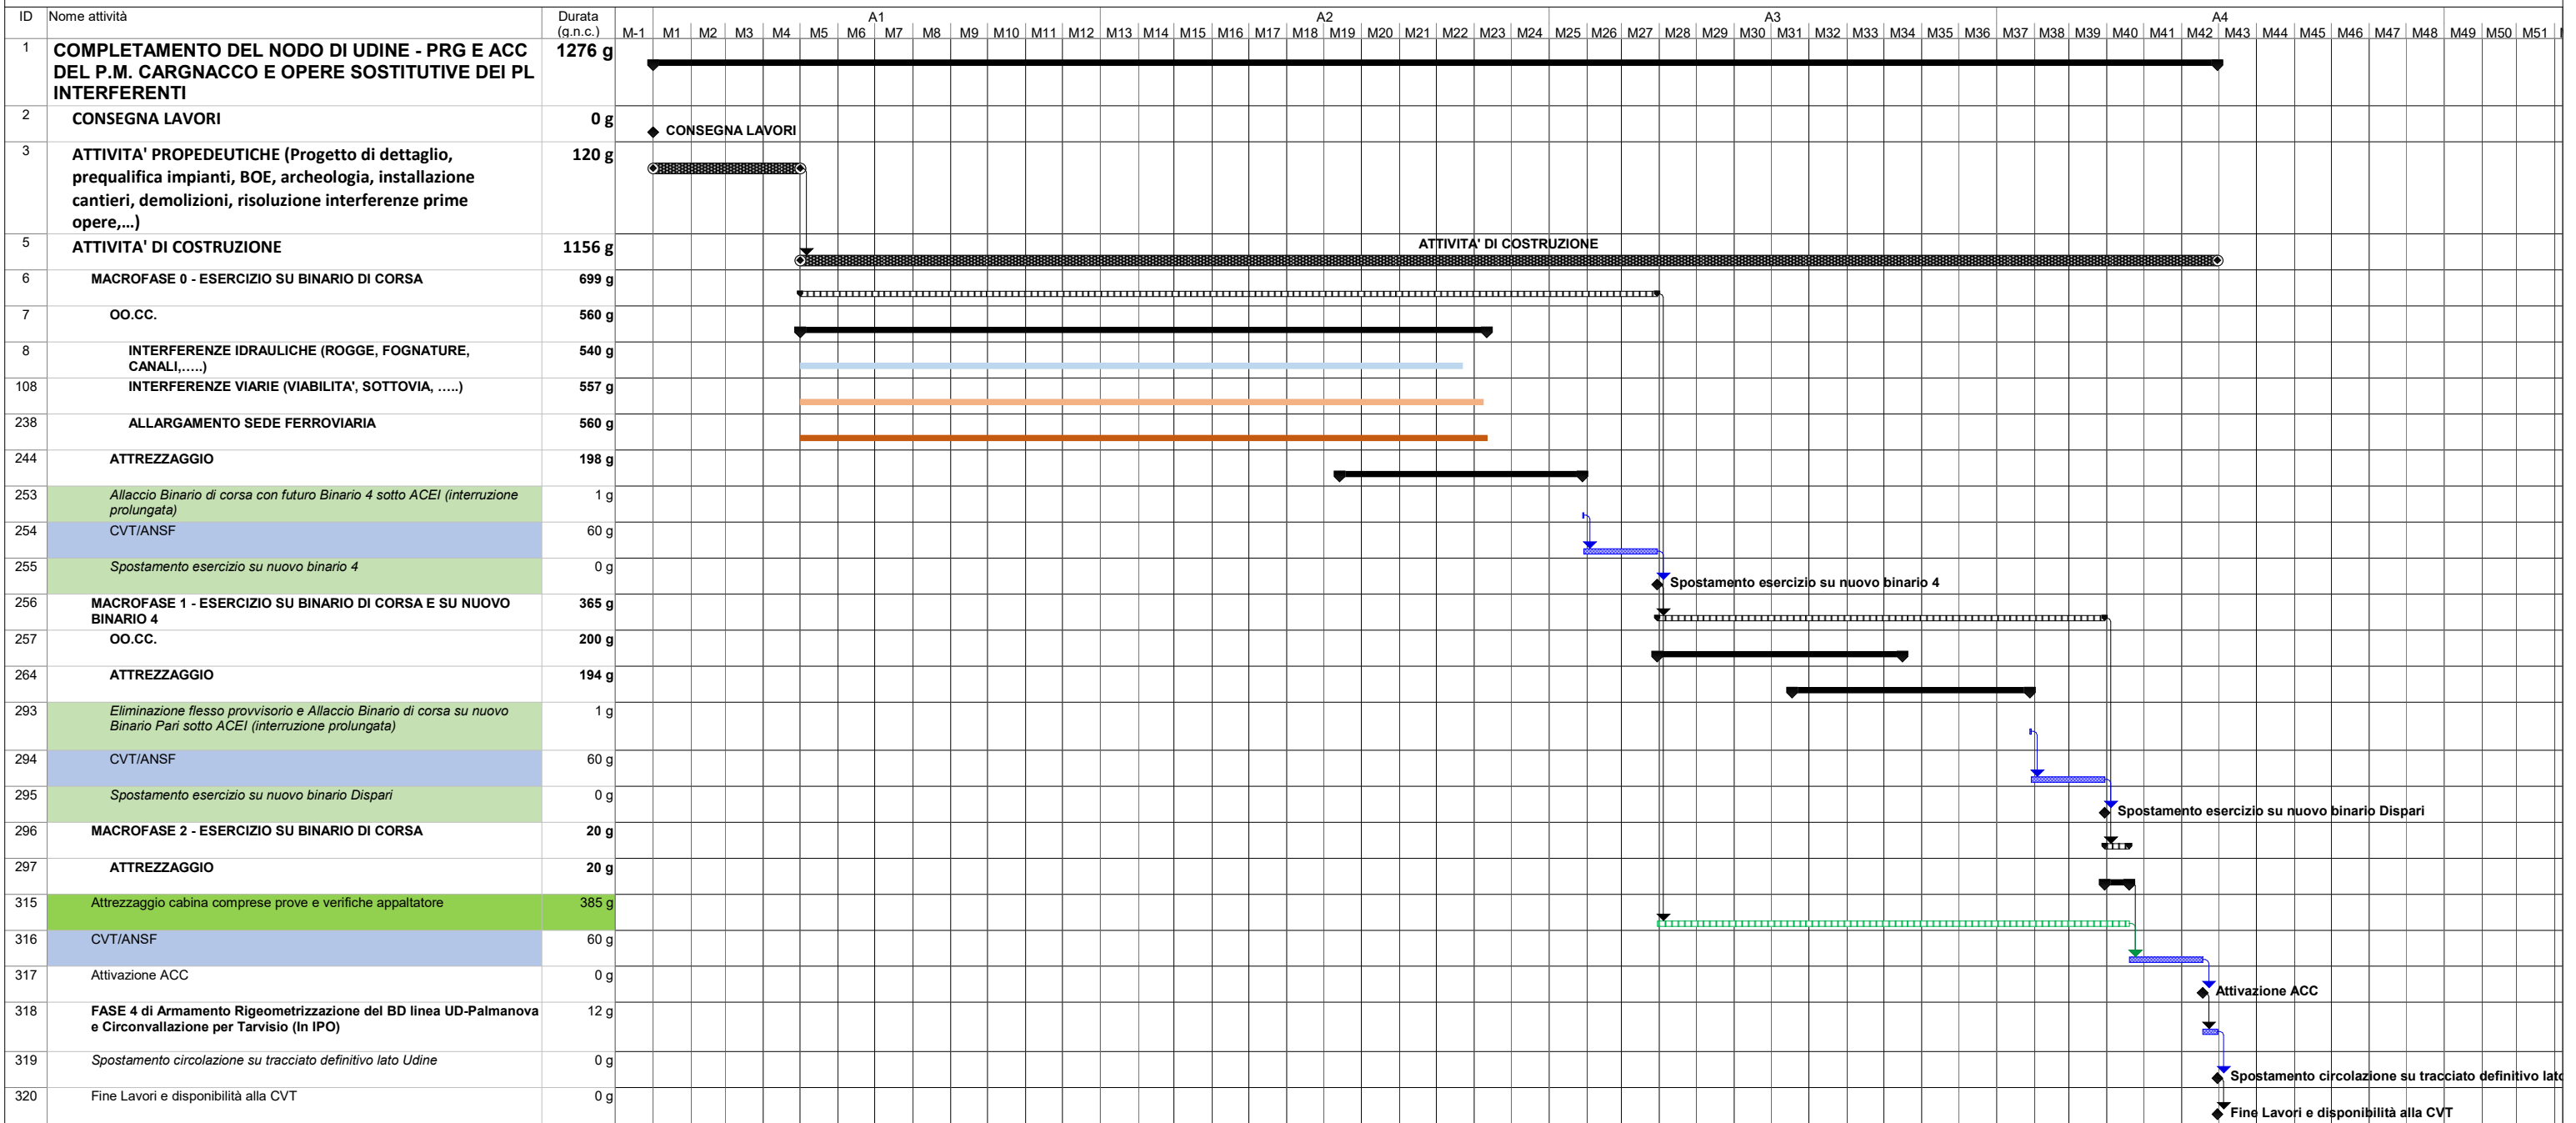 ID Nome attività Durata A1 A2 A3 A4
(g.n.c.) M-1 M1 M2 M3 M4 M5 M6 M7 M8 M9 M10 M11 M12 M13 M14 M15 M16 M17 M18 M19 M20 M21 M22 M23 M24 M25 M26 M27 M28 M29 M30 M31 M32 M33 M34 M35 M36 M37 M38 M39 M40 M41 M42 M43 M44 M45 M46 M47 M48 M49 M50 M51
1 COMPLETAMENTO DEL NODO DI UDINE - PRG E ACC 1276 g
DEL P.M. CARGNACCO E OPERE SOSTITUTIVE DEI PL
INTERFERENTI
2 CONSEGNA LAVORI 0 g
CONSEGNA LAVORI
3 ATTIVITA' PROPEDEUTICHE (Progetto di dettaglio, 120 g
prequalifica impianti, BOE, archeologia, installazione
cantieri, demolizioni, risoluzione interferenze prime
opere,...)
5 ATTIVITA' DI COSTRUZIONE 1156 g ATTIVITA' DI COSTRUZIONE
6 MACROFASE 0 - ESERCIZIO SU BINARIO DI CORSA 699 g
7 OO.CC. 560 g
8 INTERFERENZE IDRAULICHE (ROGGE, FOGNATURE, 540 g
CANALI,.....)
108 INTERFERENZE VIARIE (VIABILITA', SOTTOVIA, .....) 557 g
238 ALLARGAMENTO SEDE FERROVIARIA 560 g
244 ATTREZZAGGIO 198 g
253 Allaccio Binario di corsa con futuro Binario 4 sotto ACEI (interruzione 1 g
prolungata)
254 CVT/ANSF 60 g
255 Spostamento esercizio su nuovo binario 4 0 g
Spostamento esercizio su nuovo binario 4
256 MACROFASE 1 - ESERCIZIO SU BINARIO DI CORSA E SU NUOVO 365 g
BINARIO 4
257 OO.CC. 200 g
264 ATTREZZAGGIO 194 g
293 Eliminazione flesso provvisorio e Allaccio Binario di corsa su nuovo 1 g
Binario Pari sotto ACEI (interruzione prolungata)
294 CVT/ANSF 60 g
295 Spostamento esercizio su nuovo binario Dispari 0 g
Spostamento esercizio su nuovo binario Dispari
296 MACROFASE 2 - ESERCIZIO SU BINARIO DI CORSA 20 g
297 ATTREZZAGGIO 20 g
315 Attrezzaggio cabina comprese prove e verifiche appaltatore 385 g
316 CVT/ANSF 60 g
317 Attivazione ACC 0 g
Attivazione ACC
318 FASE 4 di Armamento Rigeometrizzazione del BD linea UD-Palmanova 12 g
e Circonvallazione per Tarvisio (In IPO)
319 Spostamento circolazione su tracciato definitivo lato Udine 0 g
Spostamento circolazione su tracciato definitivo
320 Fine Lavori e disponibilità alla CVT 0 g
Fine Lavori e disponibilità alla CVT